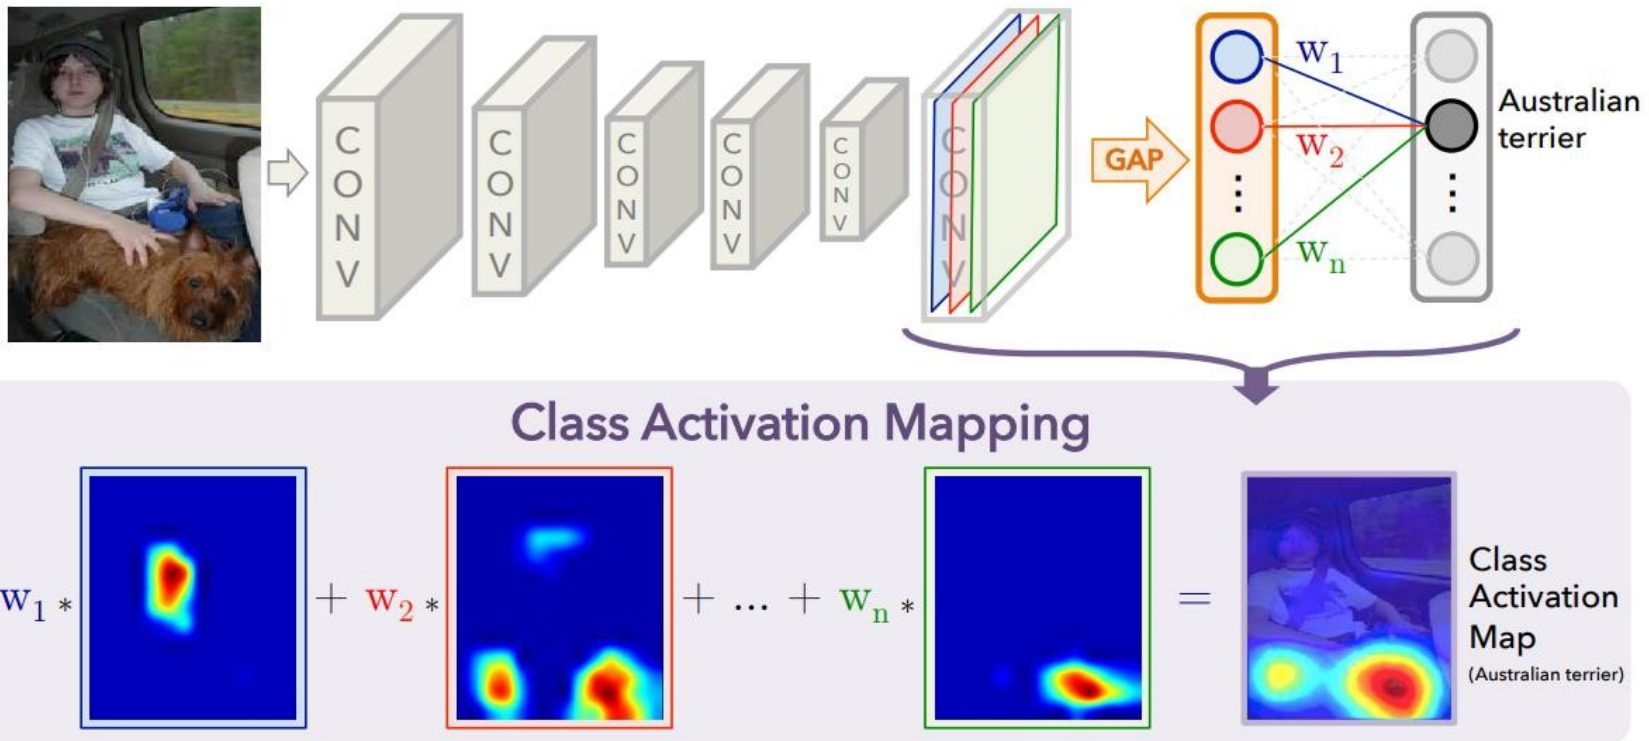 CONV
CONV
CONV
CONV
CONV
CONV
GAP
w1
w2
⋮
wn
⋮
Australian
terrier
Class Activation Mapping
w1 * + w2 * + ... + wn * =
Class
Activation
Map
(Australian terrier)